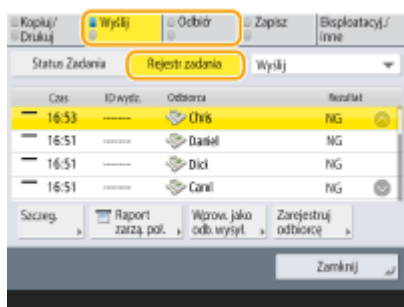 Kopiuj/ Drukuj
Wyślij
Odbiór
Zapisz
Eksploatacyj./ inne
Status Zadania
Rejestr zadania
Wyślij
Czas ID wydz. Odbiorca Rezultat
16:53 -------- Chris NG
16:51 -------- Daniel NG
16:51 -------- Dici NG
16:51 -------- Carol NG
Szczeg.
Raport zarzą. poł.
Wprow. jako odb. wysył.
Zarejestruj odbiorcę
Zamknij